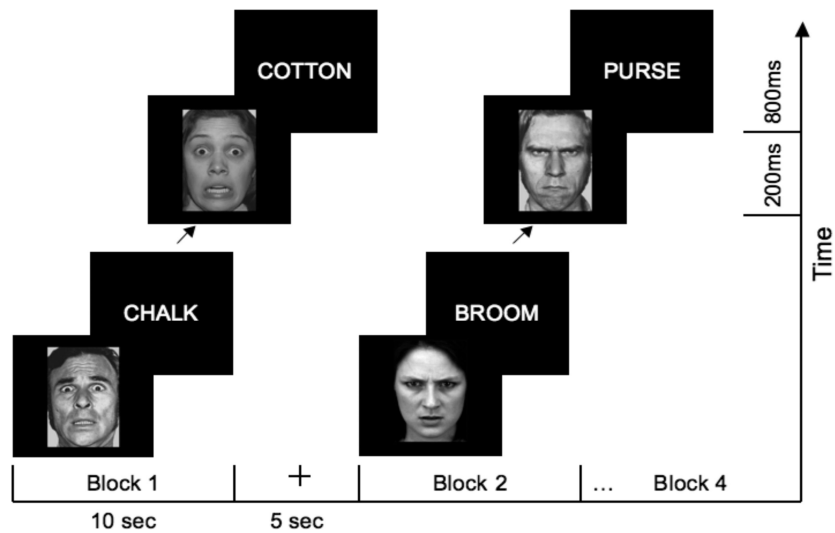 COTTON
PURSE
CHALK
BROOM
800ms
200ms
Time
Block 1
+
Block 2
... Block 4
10 sec
5 sec